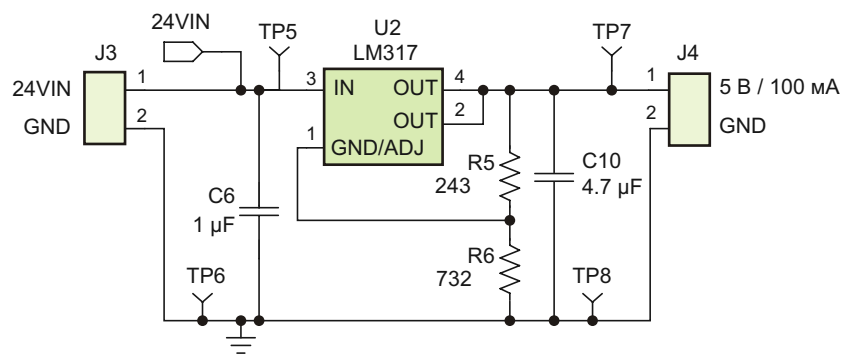 24VIN
TP5
U2
LM317
TP7
J3
J4
24VIN
1
3
IN
OUT
4
1
5 В / 100 мА
GND
2
OUT
2
2
GND
1
GND/ADJ
R5
243
C10
4.7 µF
C6
1 µF
R6
732
TP6
TP8